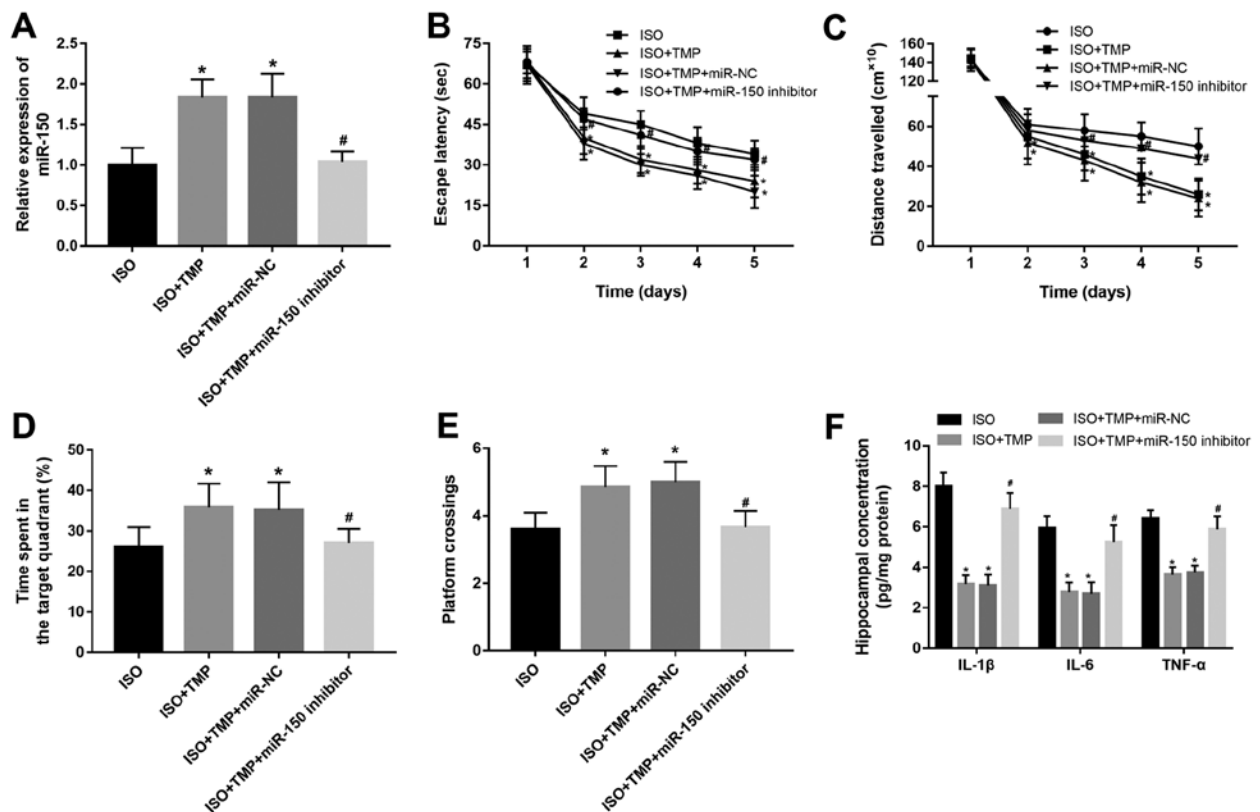 A
Relative expression of
miR-150
2.5
2.0
1.5
1.0
0.5
0.0
*
*
#
ISO
ISO+TMP
ISO+TMP+miR-NC
ISO+TMP+miR-150 inhibitor
B
Escape latency (sec)
75
60
45
30
15
0
ISO
ISO+TMP
ISO+TMP+miR-NC
ISO+TMP+miR-150 inhibitor
#
*
*
#
*
*
#
*
*
#
*
*
1 2 3 4 5
Time (days)
C
Distance travelled (cm×10)
160
140
120
60
40
20
0
ISO
ISO+TMP
ISO+TMP+miR-NC
ISO+TMP+miR-150 inhibitor
*
#
*
*
#
*
*
#
*
*
1 2 3 4 5
Time (days)
D
Time spent in
the target quadrant (%)
50
40
30
20
10
0
*
*
#
ISO
ISO+TMP
ISO+TMP+miR-NC
ISO+TMP+miR-150 inhibitor
E
Platform crossings
6
4
2
0
*
*
#
ISO
ISO+TMP
ISO+TMP+miR-NC
ISO+TMP+miR-150 inhibitor
F
ISO
ISO+TMP
ISO+TMP+miR-NC
ISO+TMP+miR-150 inhibitor
Hippocampal concentration
(pg/mg protein)
10
8
6
4
2
0
* * #
* * #
* * #
IL-1β IL-6 TNF-α